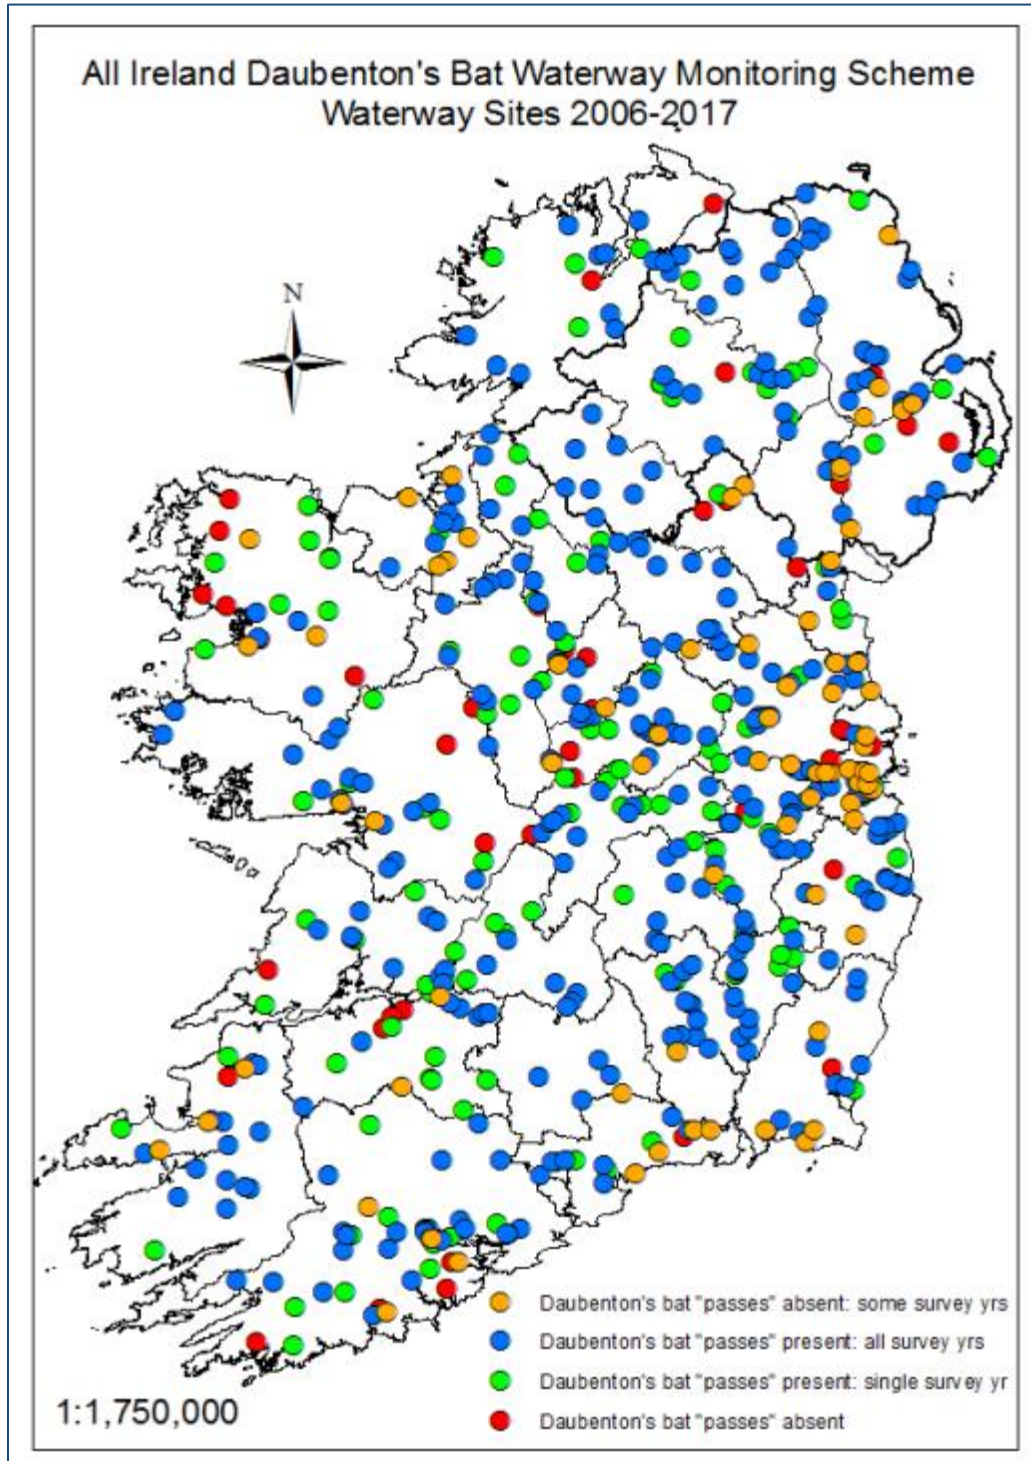 All Ireland Daubenton's Bat Waterway Monitoring Scheme
Waterway Sites 2006-2017
N
Daubenton's bat "passes" absent: some survey yrs
Daubenton's bat "passes" present: all survey yrs
Daubenton's bat "passes" present: single survey yr
Daubenton's bat "passes" absent
1:1,750,000